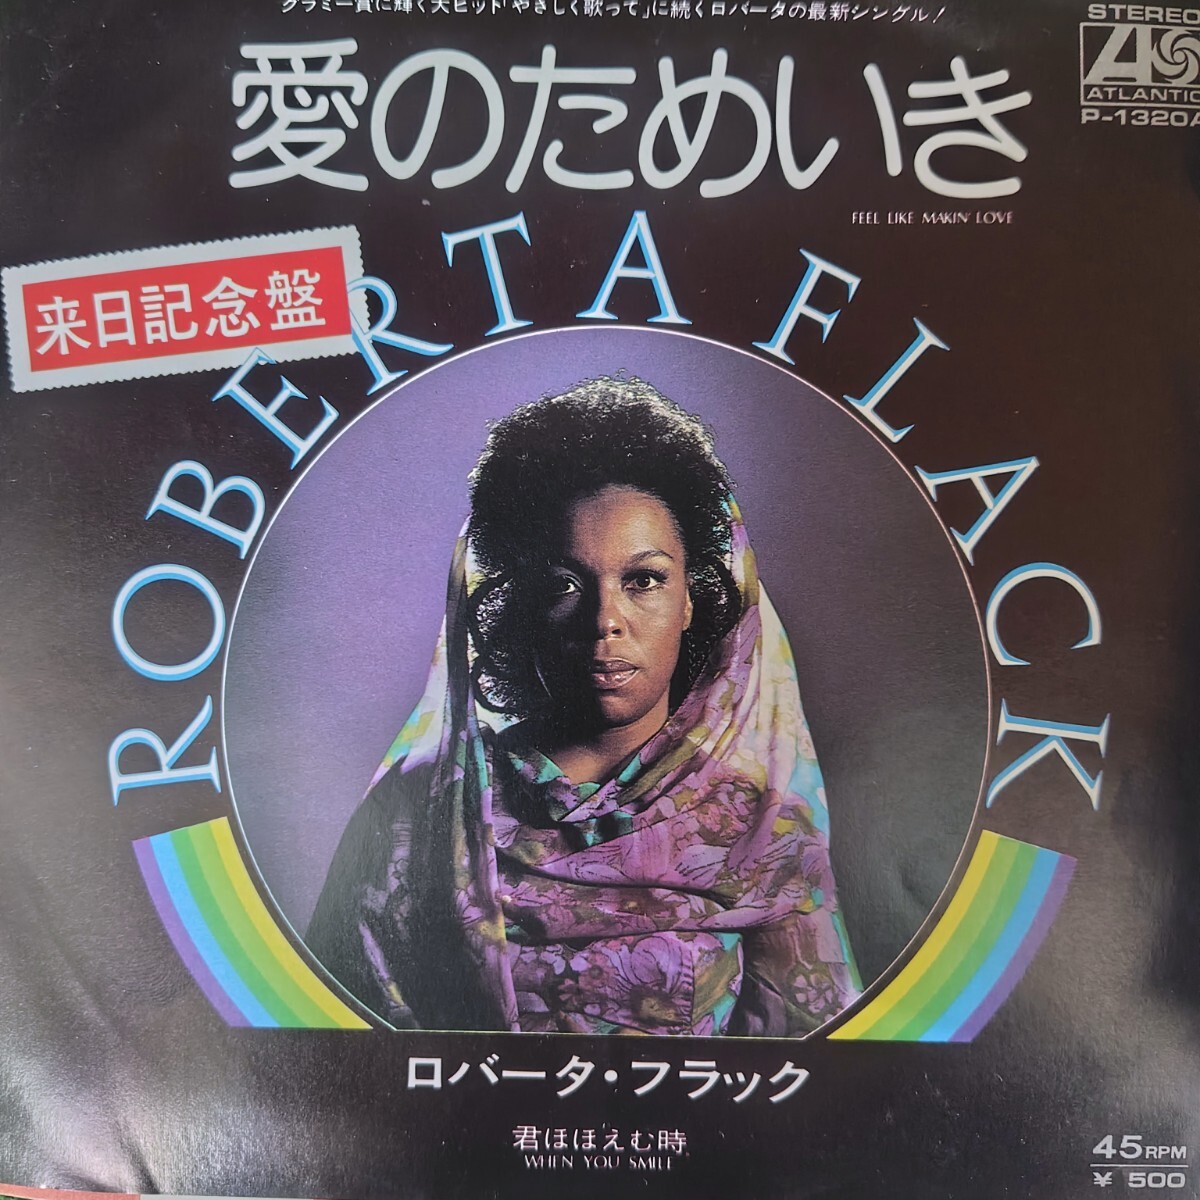 グラミー賞に輝く大ヒット「やさしく歌って」に続くロバータの最新シングル!
STEREO
ATLANTIC
P-1320A
愛のためいき
FEEL LIKE MAKIN' LOVE
来日記念盤
ROBERTA FLACK
ロバータ・フラック
君ほほえむ時
WHEN YOU SMILE
45RPM
¥ 500